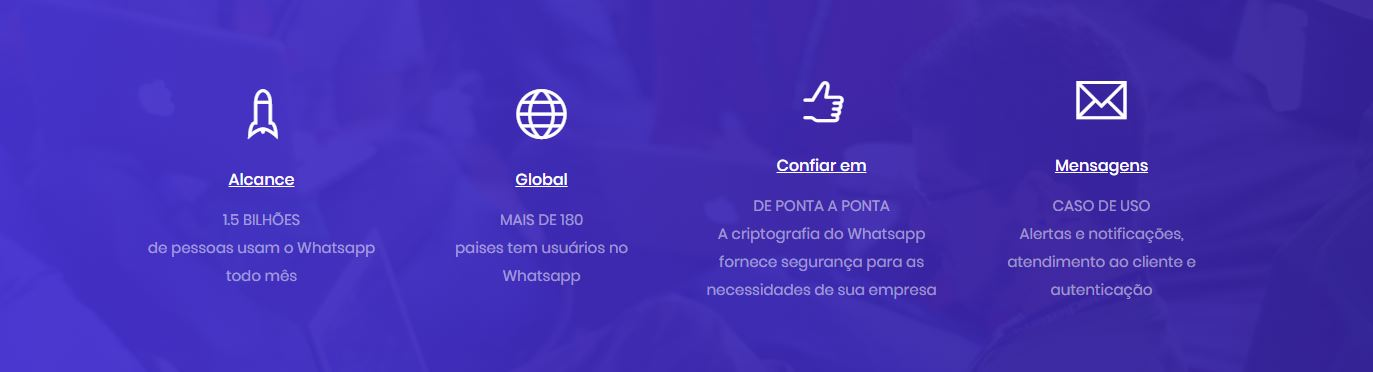 Alcance
1.5 BILHÕES
de pessoas usam o Whatsapp
todo mês
Global
MAIS DE 180
paises tem usuários no
Whatsapp
Confiar em
DE PONTA A PONTA
A criptografia do Whatsapp
fornece segurança para as
necessidades de sua empresa
Mensagens
CASO DE USO
Alertas e notificações,
atendimento ao cliente e
autenticação